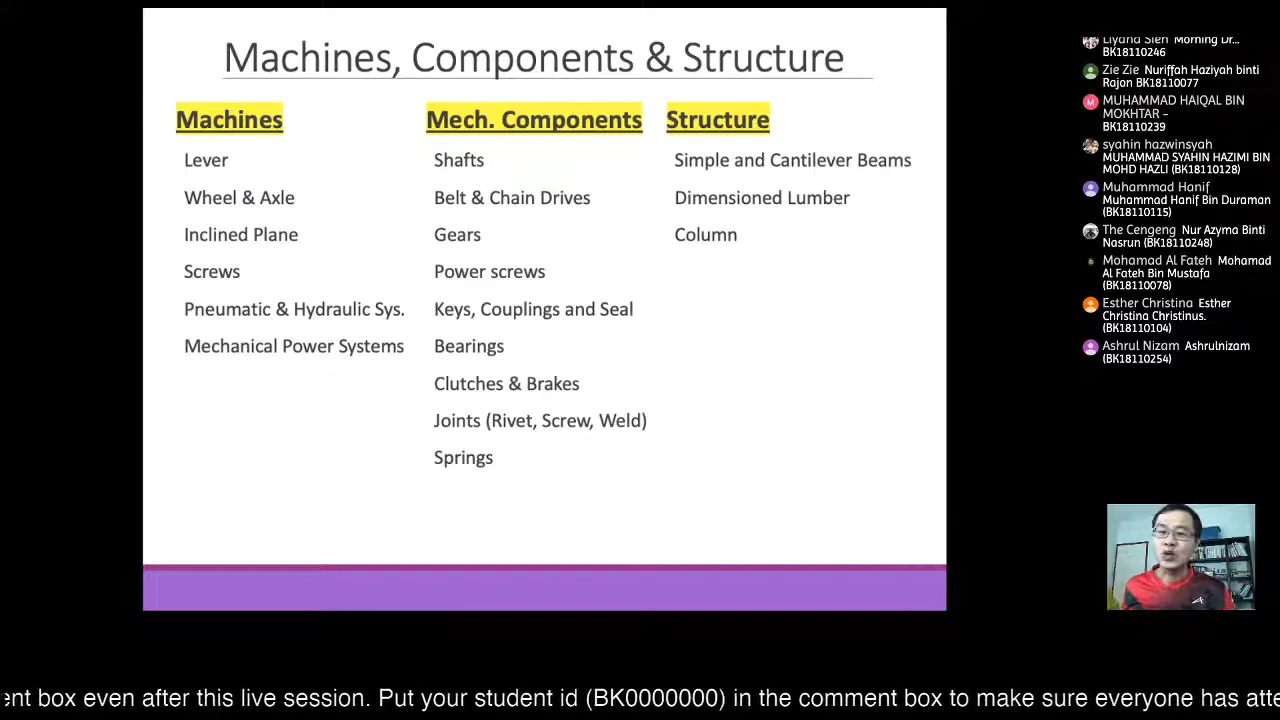 Machines, Components & Structure
Machines
Lever
Wheel & Axle
Inclined Plane
Screws
Pneumatic & Hydraulic Sys.
Mechanical Power Systems
Mech. Components
Shafts
Belt & Chain Drives
Gears
Power screws
Keys, Couplings and Seal
Bearings
Clutches & Brakes
Joints (Rivet, Screw, Weld)
Springs
Structure
Simple and Cantilever Beams
Dimensioned Lumber
Column
Liyana Sieh Morning Dr...
BK18110246
Zie Zie Nuriffah Haziyah binti
Rajon BK18110077
MUHAMMAD HAIQAL BIN
MOKHTAR -
BK18110239
syahin hazwinsyah
MUHAMMAD SYAHIN HAZIMI BIN
MOHD HAZLI (BK18110128)
Muhammad Hanif
Muhammad Hanif Bin Duraman
(BK18110115)
The Cengeng Nur Azyma Binti
Nasrun (BK18110248)
Mohamad Al Fateh Mohamad
Al Fateh Bin Mustafa
(BK18110078)
Esther Christina Esther
Christina Christinus.
(BK18110104)
Ashrul Nizam Ashrulnizam
(BK18110254)
ent box even after this live session. Put your student id (BK0000000) in the comment box to make sure everyone has atte